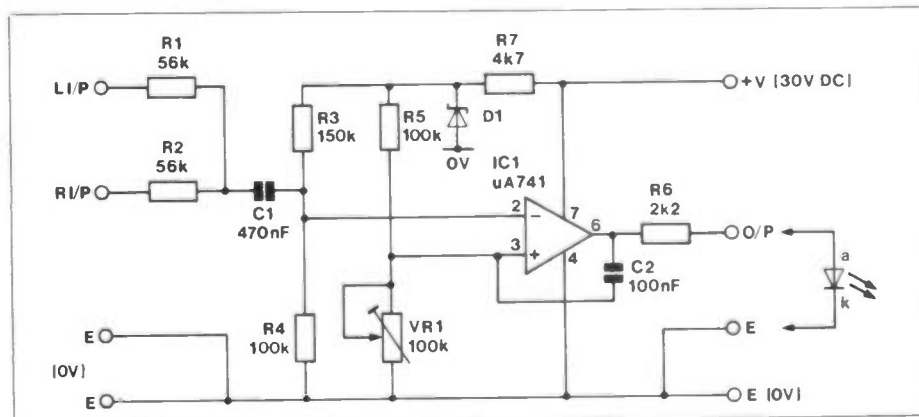 R1
56k
L I/P
R7
4k7
+V (30V DC)
R3
150k
R5
100k
D1
0V
R2
56k
R I/P
C1
470nF
IC1
uA741
2
–
7
6
3
+
4
R6
2k2
O/P
C2
100nF
a
k
R4
100k
VR1
100k
E
(0V)
E
E
E (0V)